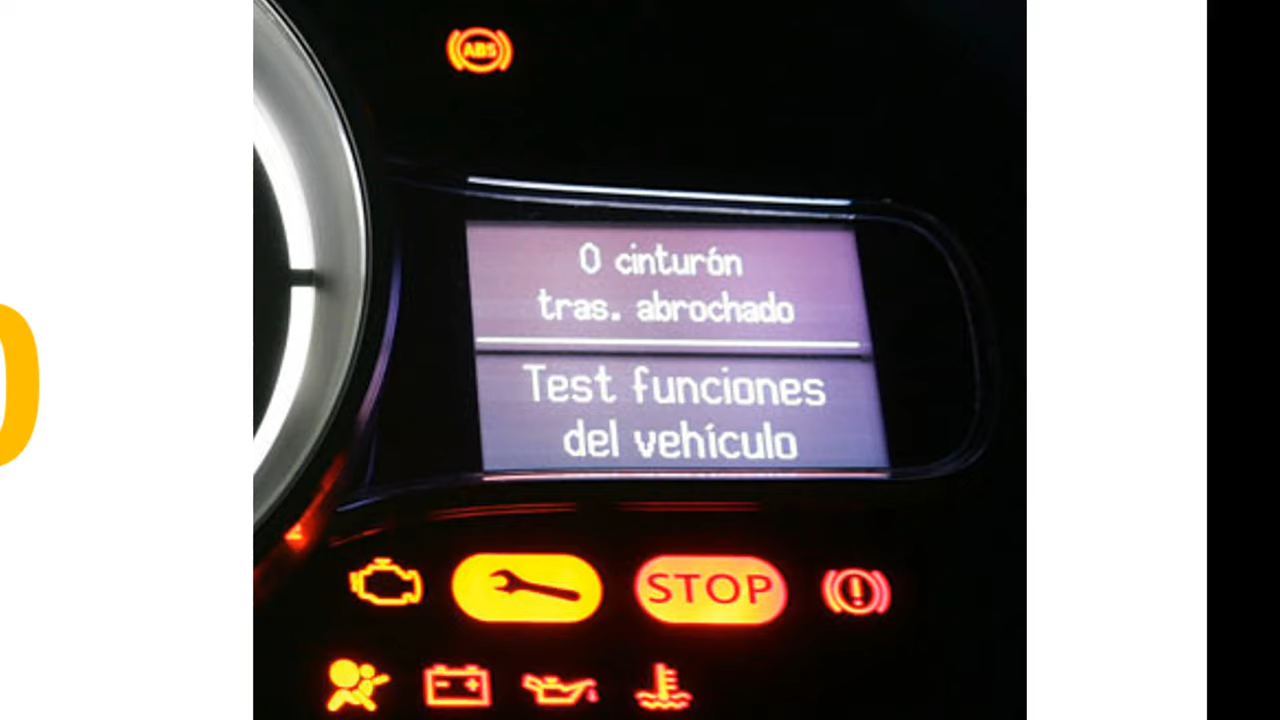 ABS
0 cinturón
tras. abrochado
Test funciones
del vehículo
STOP